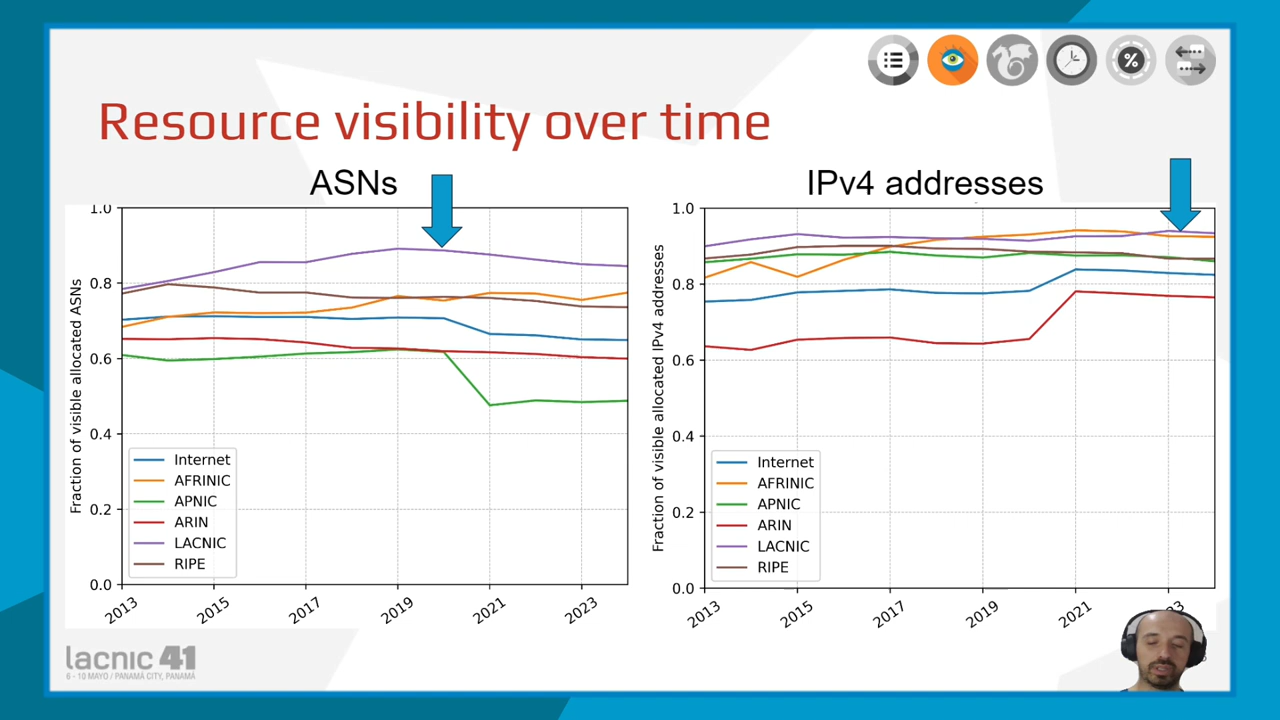 %
Resource visibility over time
ASNs
Fraction of visible allocated ASNs
1.0
0.8
0.6
0.4
0.2
0.0
Internet
AFRINIC
APNIC
ARIN
LACNIC
RIPE
2013
2015
2017
2019
2021
2023
IPv4 addresses
Fraction of visible allocated IPv4 addresses
1.0
0.8
0.6
0.4
0.2
0.0
Internet
AFRINIC
APNIC
ARIN
LACNIC
RIPE
2013
2015
2017
2019
2021
23
lacnic 41
6 - 10 MAYO / PANAMÁ CITY, PANAMÁ